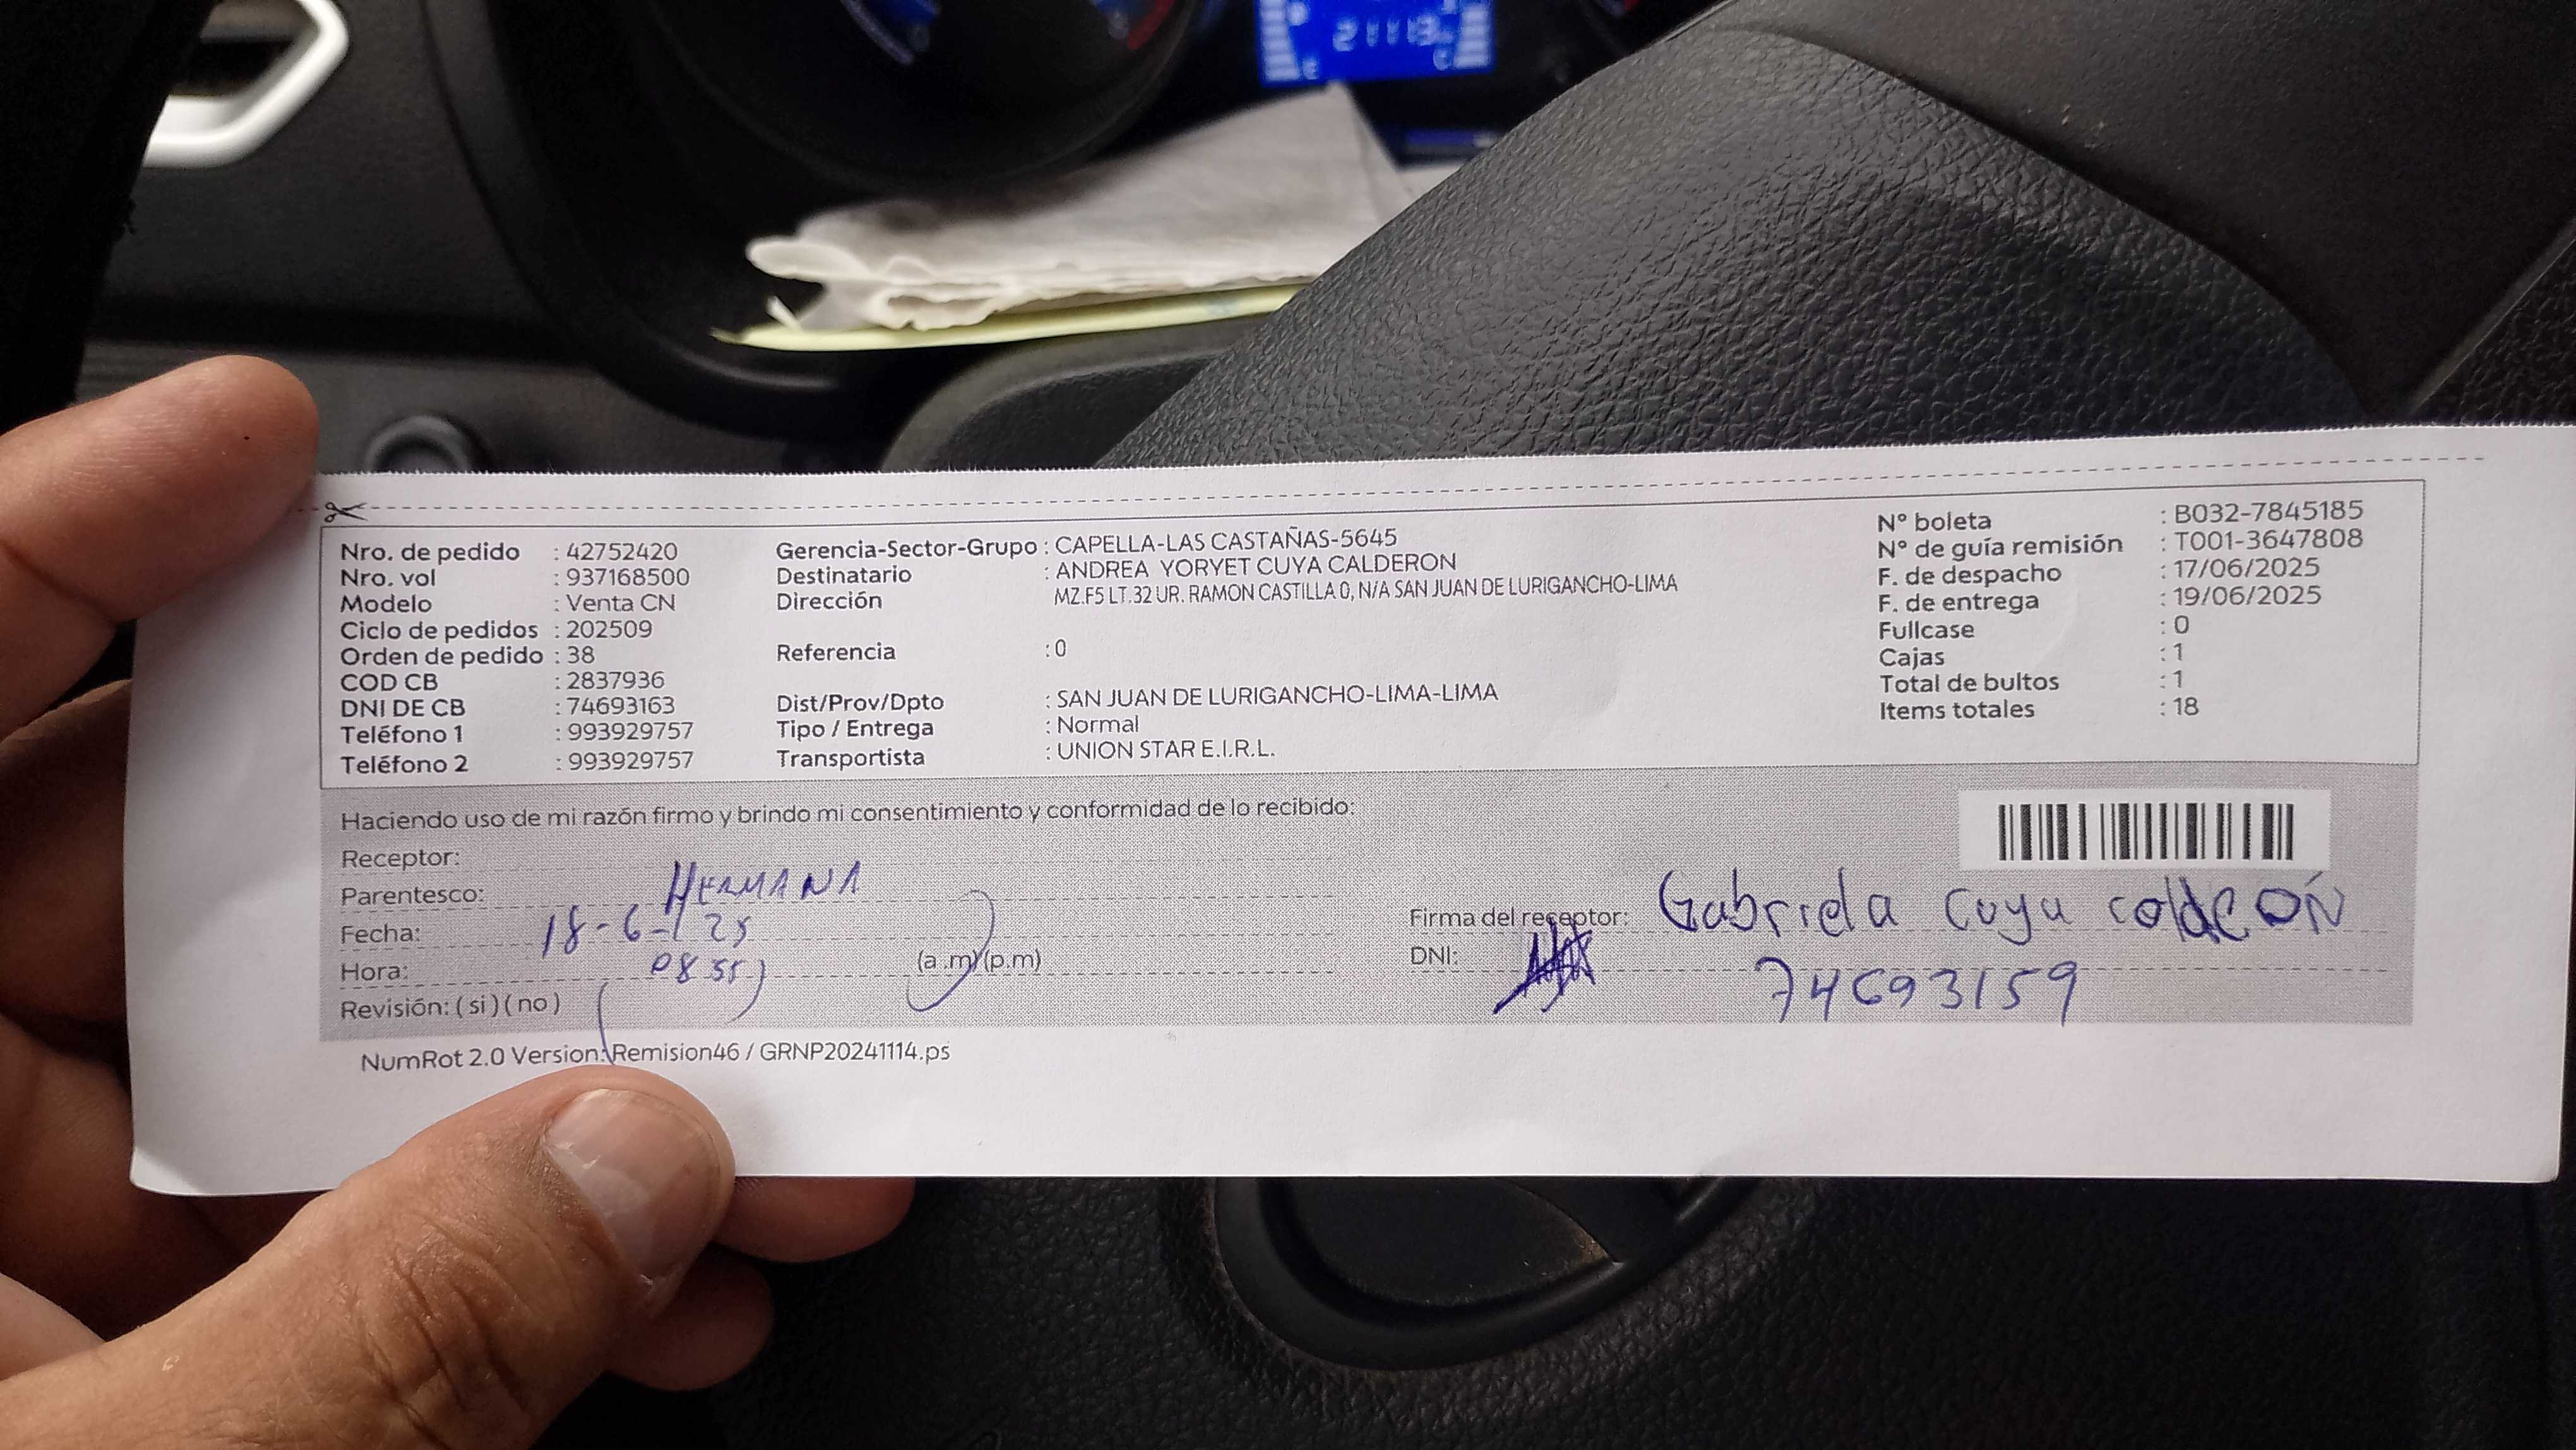 21113
E
C
Nro. de pedido : 42752420
Nro. vol : 937168500
Modelo : Venta CN
Ciclo de pedidos : 202509
Orden de pedido : 38
COD CB : 2837936
DNI DE CB : 74693163
Teléfono 1 : 993929757
Teléfono 2 : 993929757
Gerencia-Sector-Grupo : CAPELLA-LAS CASTAÑAS-5645
Destinatario : ANDREA YORYET CUYA CALDERON
Dirección MZ.F5 LT.32 UR. RAMON CASTILLA 0, N/A SAN JUAN DE LURIGANCHO-LIMA
Referencia : 0
Dist/Prov/Dpto : SAN JUAN DE LURIGANCHO-LIMA-LIMA
Tipo / Entrega : Normal
Transportista : UNION STAR E.I.R.L.
N° boleta : B032-7845185
N° de guía remisión : T001-3647808
F. de despacho : 17/06/2025
F. de entrega : 19/06/2025
Fullcase : 0
Cajas : 1
Total de bultos : 1
Items totales : 18
Haciendo uso de mi razón firmo y brindo mi consentimiento y conformidad de lo recibido:
Receptor:
Parentesco: HERMANA
Fecha: 18-6-/25
Hora: 08 55 (a .m)(p.m)
Revisión: ( si ) ( no )
Firma del receptor: Gabriela Cuya caldeoń
DNI: 74693159
NumRot 2.0 Version: Remision46 / GRNP20241114.ps